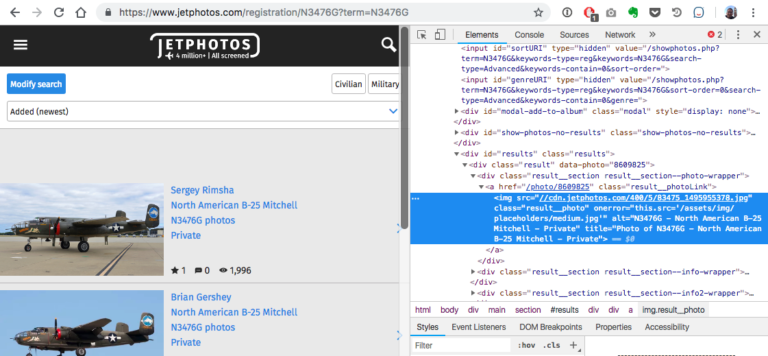 https://www.jetphotos.com/registration/N3476G?term=N3476G
1
JETPHOTOS
4 million+ | All screened
Modify search
Civilian
Military
Added (newest)
Sergey Rimsha
North American B-25 Mitchell
N3476G photos
Private
1 0 1,996
Brian Gershey
North American B-25 Mitchell
N3476G photos
Private
Elements Console Sources » 2
<input id="sortURI" type="hidden" value="/showphotos.php?
term=N3476G&keywords-type=reg&keywords=N3476G&search-
type=Advanced&keywords-contain=0&sort-order=">
<input id="genreURI" type="hidden" value="/showphotos.php?
term=N3476G&keywords-type=reg&keywords=N3476G&search-
type=Advanced&keywords-contain=0&sort-order=0&search-
type=Advanced&keywords-contain=0&genre=">
<div id="modal-add-to-album" class="modal" style="display: none">…
</div>
<div id="show-photos-no-results" class="show-photos-no-results">…
</div>
<div id="results" class="results">
<div class="result" data-photo="8609825">
<div class="result__section result__section--photo-wrapper">
<a href="/photo/8609825" class="result__photoLink">
… <img src="//cdn.jetphotos.com/400/5/83475_1495955378.jpg"
class="result__photo" onerror="this.src='/assets/img/
placeholders/medium.jpg'" alt="N3476G - North American B-25
Mitchell - Private" title="Photo of N3476G - North American
B-25 Mitchell - Private"> == $0
</a>
</div>
<div class="result__section result__section--info-wrapper">…
</div>
<div class="result__section result__section--info2-wrapper">…
html body div main section #results div div a img.result__photo
Styles Event Listeners DOM Breakpoints Properties Accessibility
Filter :hov .cls +